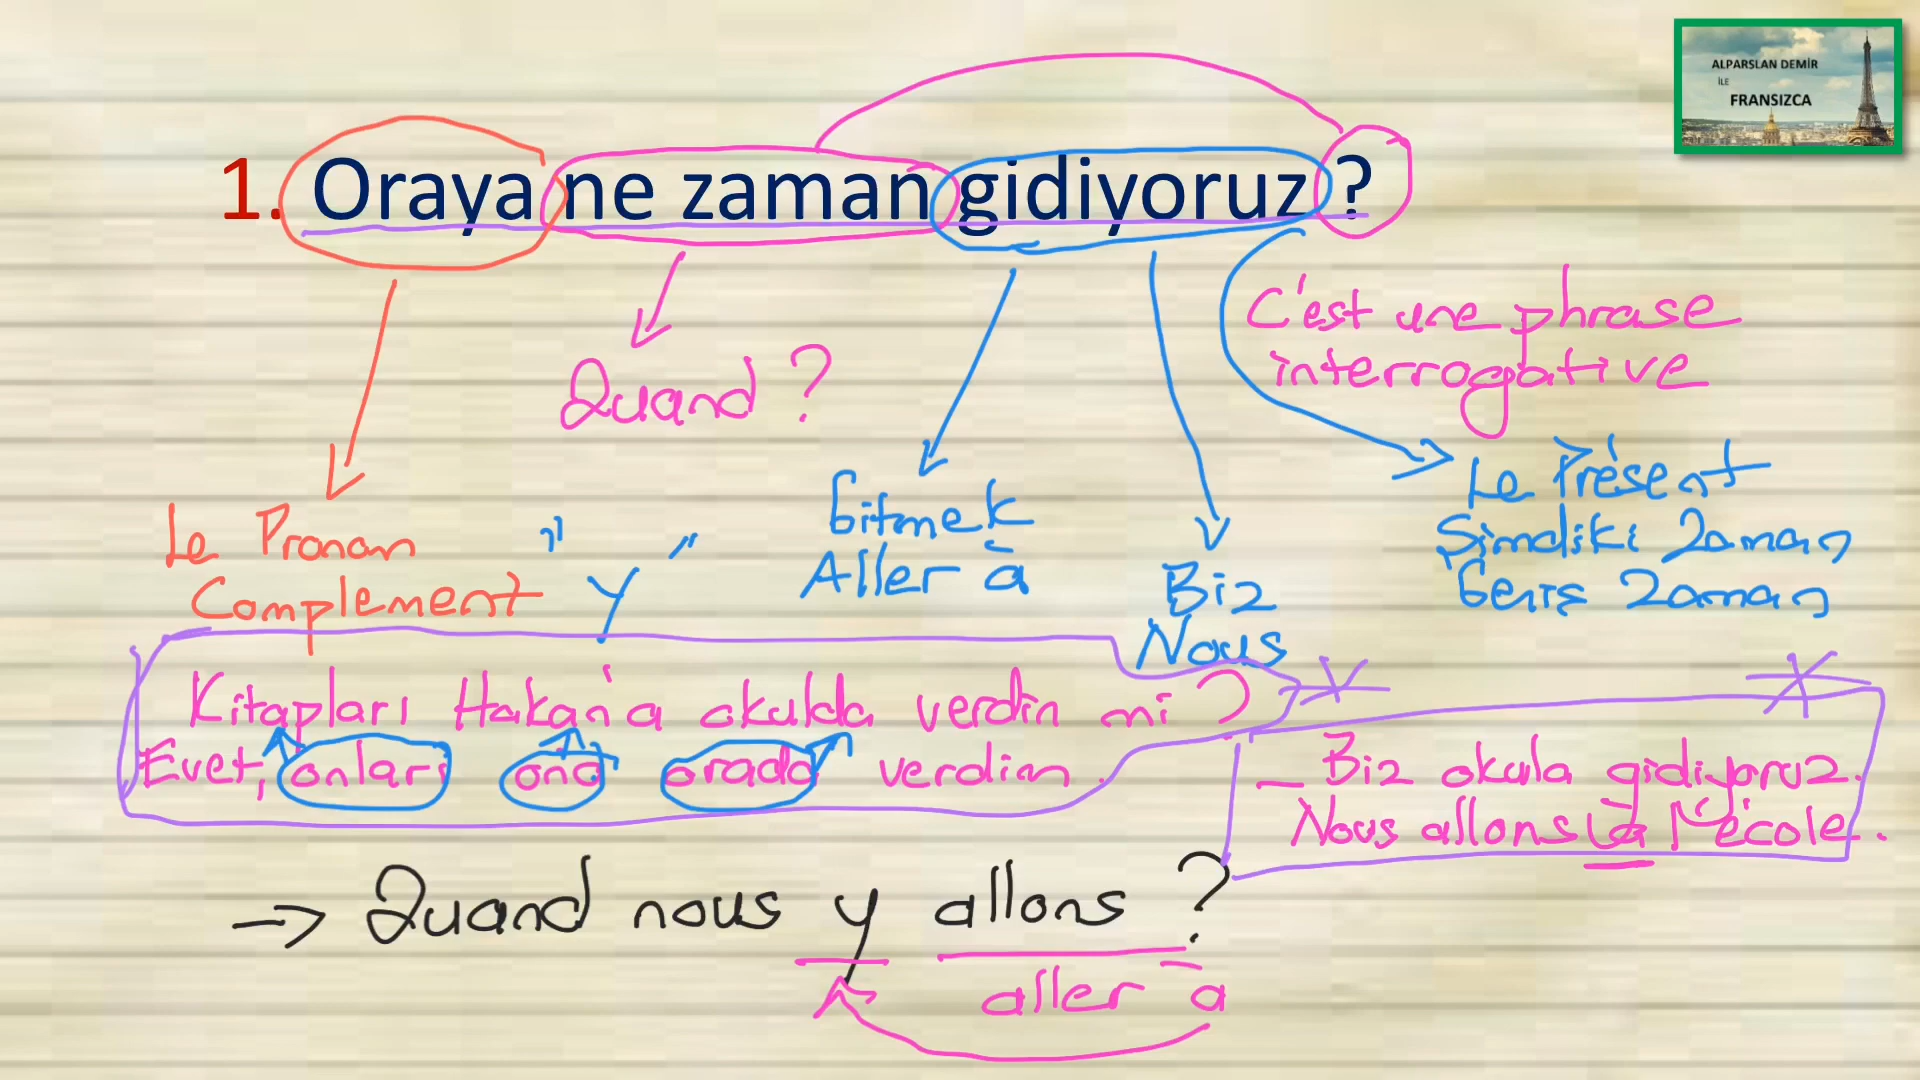 ALPARSLAN DEMİR
İLE
FRANSIZCA
1. Oraya ne zaman gidiyoruz ?
C'est une phrase
interrogative
Quand ?
Le Présent
Şimdiki Zaman
Geniş Zaman
Gitmek
Aller à
Biz
Nous
Le Pronom
Complement
" y "
Kitapları Hakan'a okulda verdin mi ?
Evet, onları ona orada verdim.
_ Biz okula gidiyoruz.
Nous allons à l'école.
→ Quand nous y allons ?
aller à